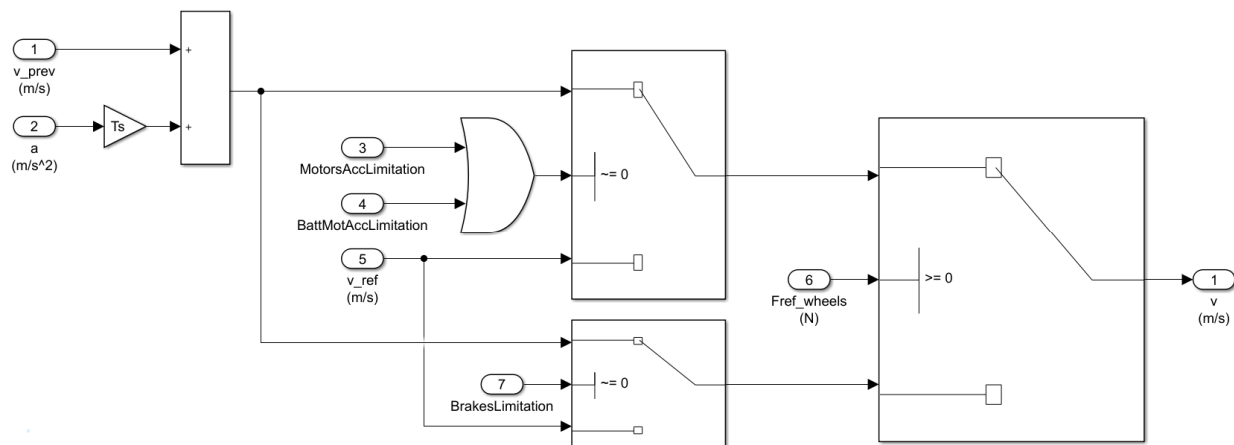 1
v_prev
(m/s)
+
2
a
(m/s^2)
Ts
+
3
MotorsAccLimitation
4
BattMotAccLimitation
~= 0
5
v_ref
(m/s)
6
Fref_wheels
(N)
>= 0
1
v
(m/s)
7
BrakesLimitation
~= 0